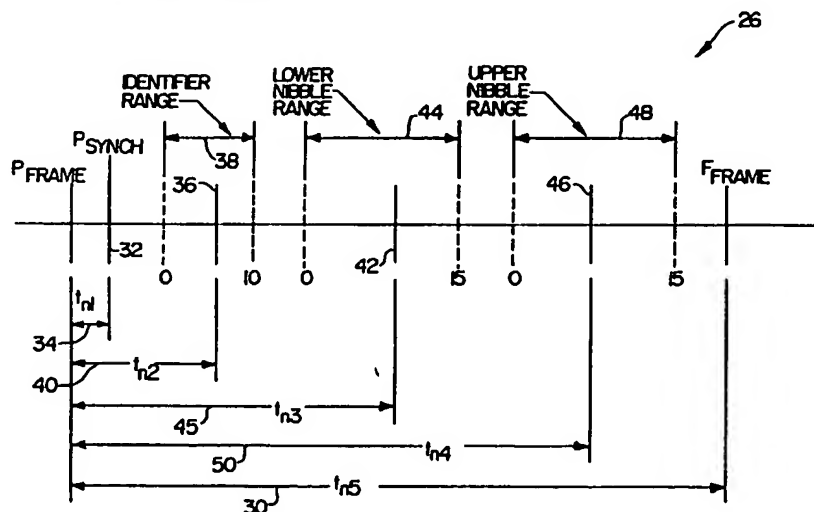 26
IDENTIFIER
RANGE
LOWER
NIBBLE
RANGE
44
UPPER
NIBBLE
RANGE
48
PSYNCH
38
PFRAME
36
46
FFRAME
32
0
10
0
42
15
0
15
tn1
34
tn2
40
tn3
45
tn4
50
tn5
30